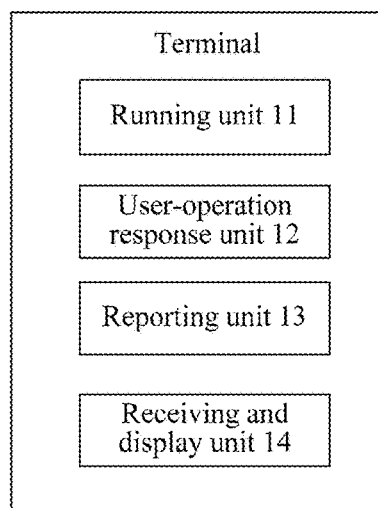 Terminal
Running unit 11
User-operation
response unit 12
Reporting unit 13
Receiving and
display unit 14